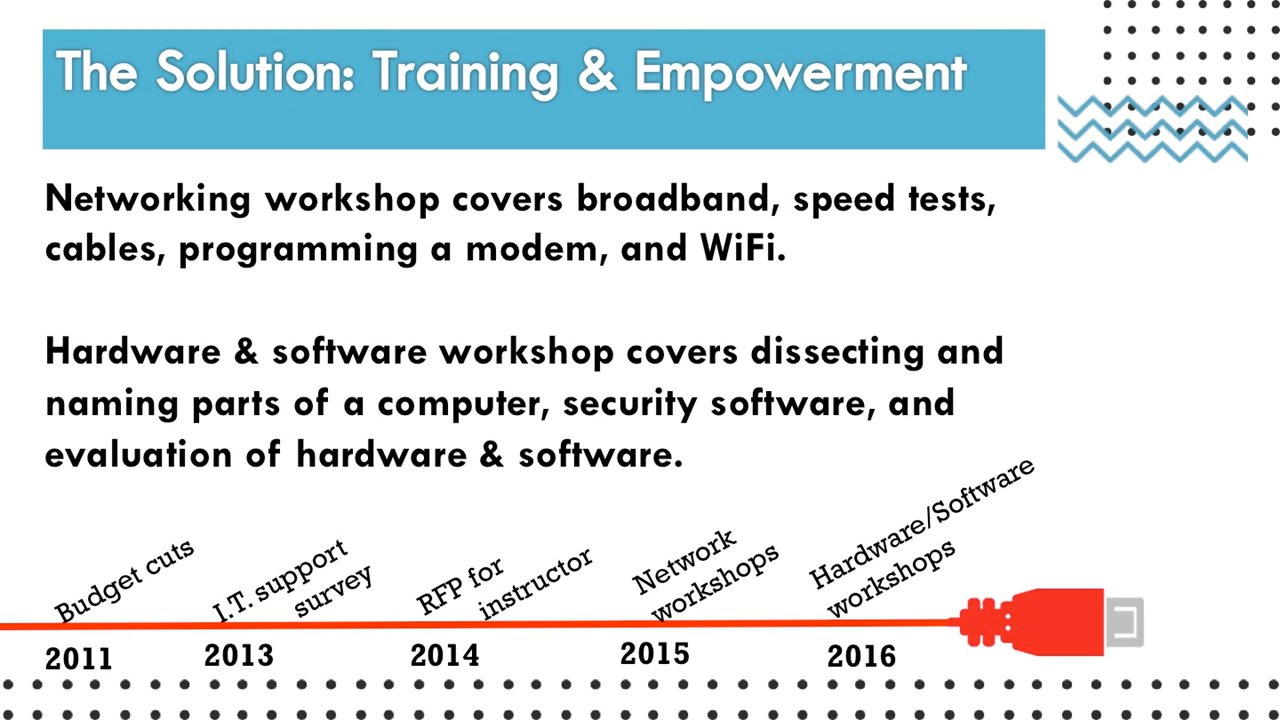 The Solution: Training & Empowerment
Networking workshop covers broadband, speed tests,
cables, programming a modem, and WiFi.
Hardware & software workshop covers dissecting and
naming parts of a computer, security software, and
evaluation of hardware & software.
Budget cuts
I.T. support
survey
RFP for
instructor
Network
workshops
Hardware/Software
workshops
2011
2013
2014
2015
2016